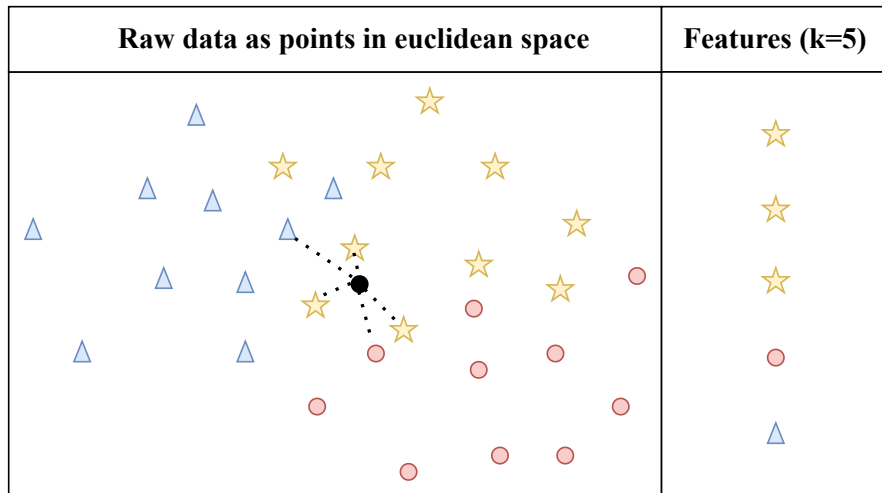 Raw data as points in euclidean space
Features (k=5)